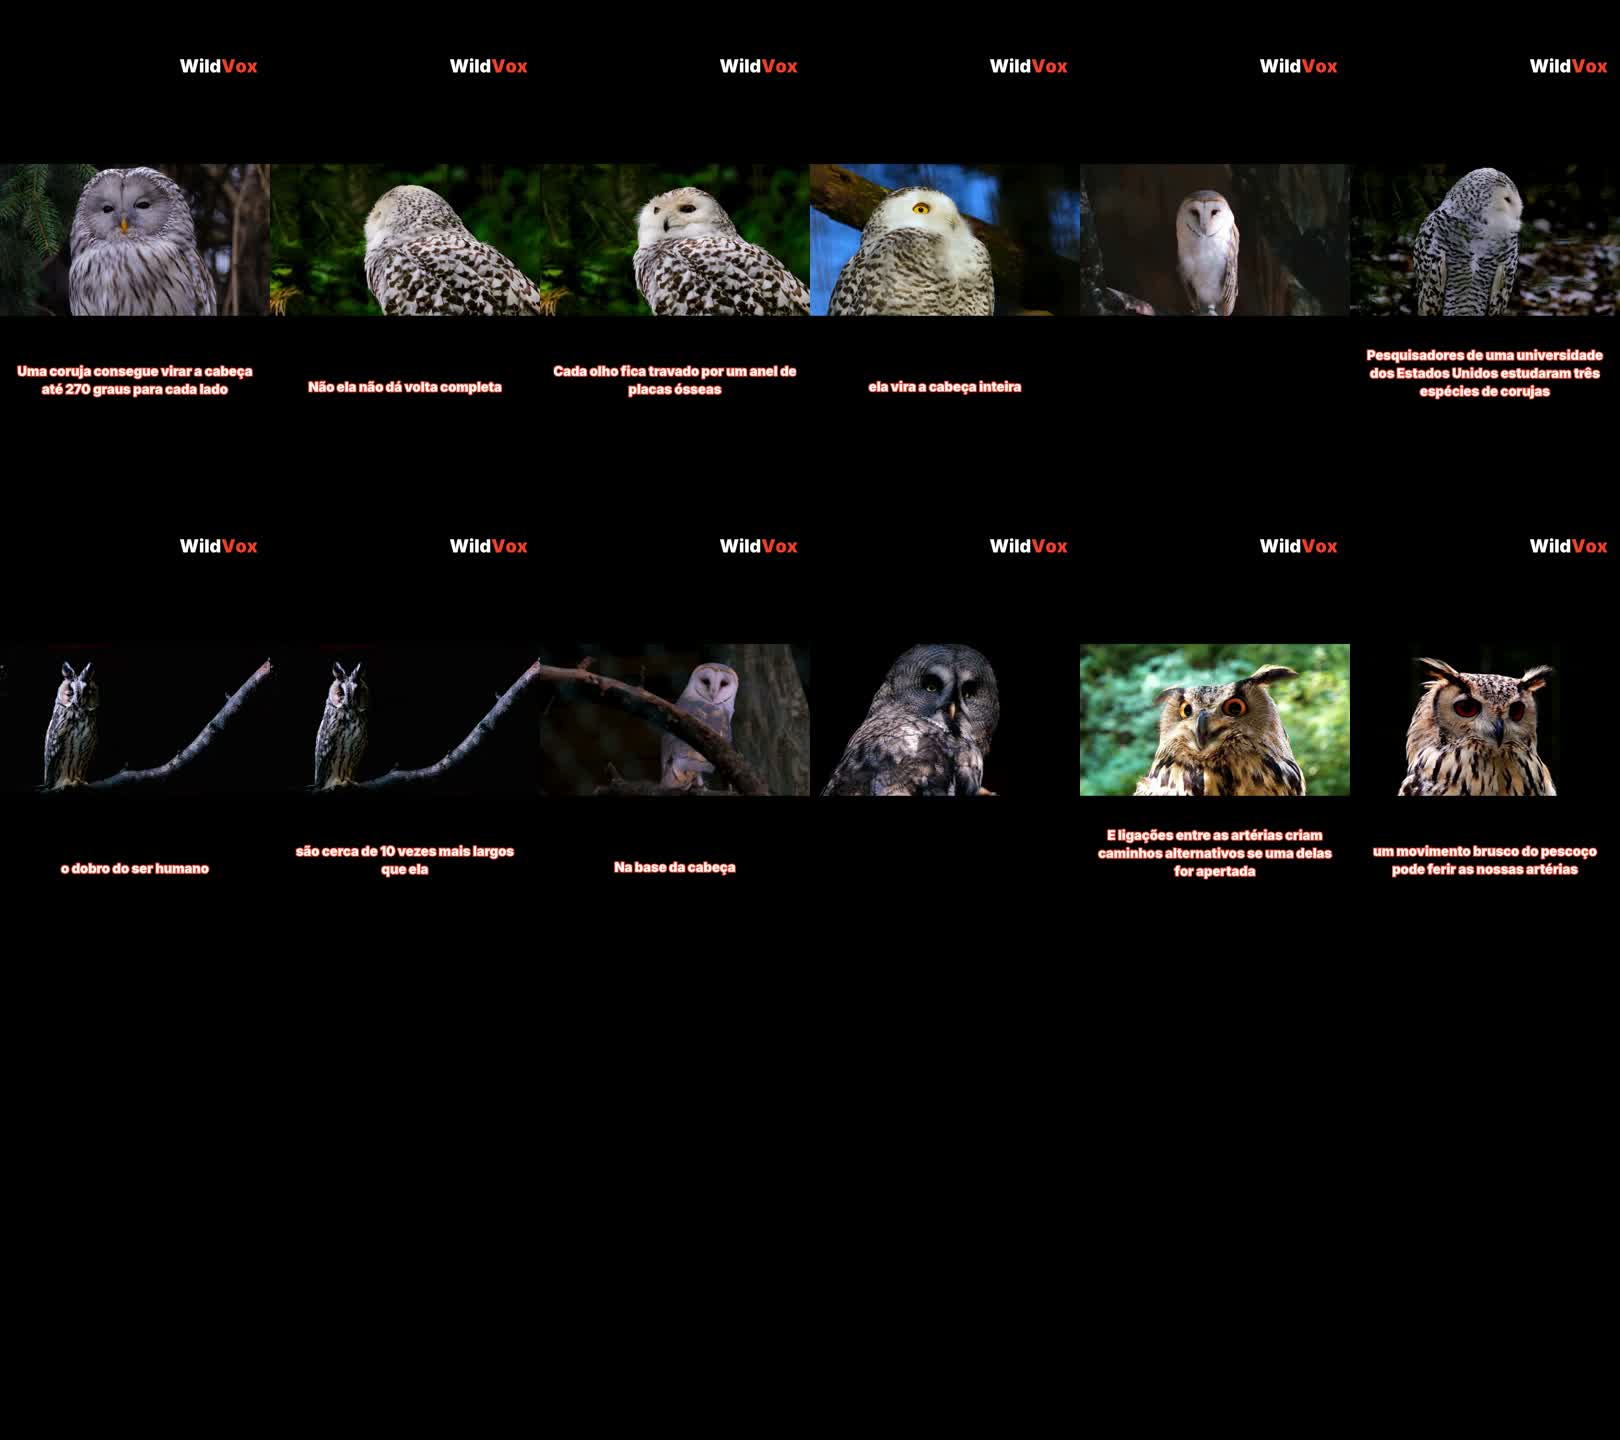 WildVox
WildVox
WildVox
WildVox
WildVox
WildVox
Uma coruja consegue virar a cabeça
até 270 graus para cada lado
Não ela não dá volta completa
Cada olho fica travado por um anel de
placas ósseas
ela vira a cabeça inteira
Pesquisadores de uma universidade
dos Estados Unidos estudaram três
espécies de corujas
WildVox
WildVox
WildVox
WildVox
WildVox
WildVox
o dobro do ser humano
são cerca de 10 vezes mais largos
que ela
Na base da cabeça
E ligações entre as artérias criam
caminhos alternativos se uma delas
for apertada
um movimento brusco do pescoço
pode ferir as nossas artérias